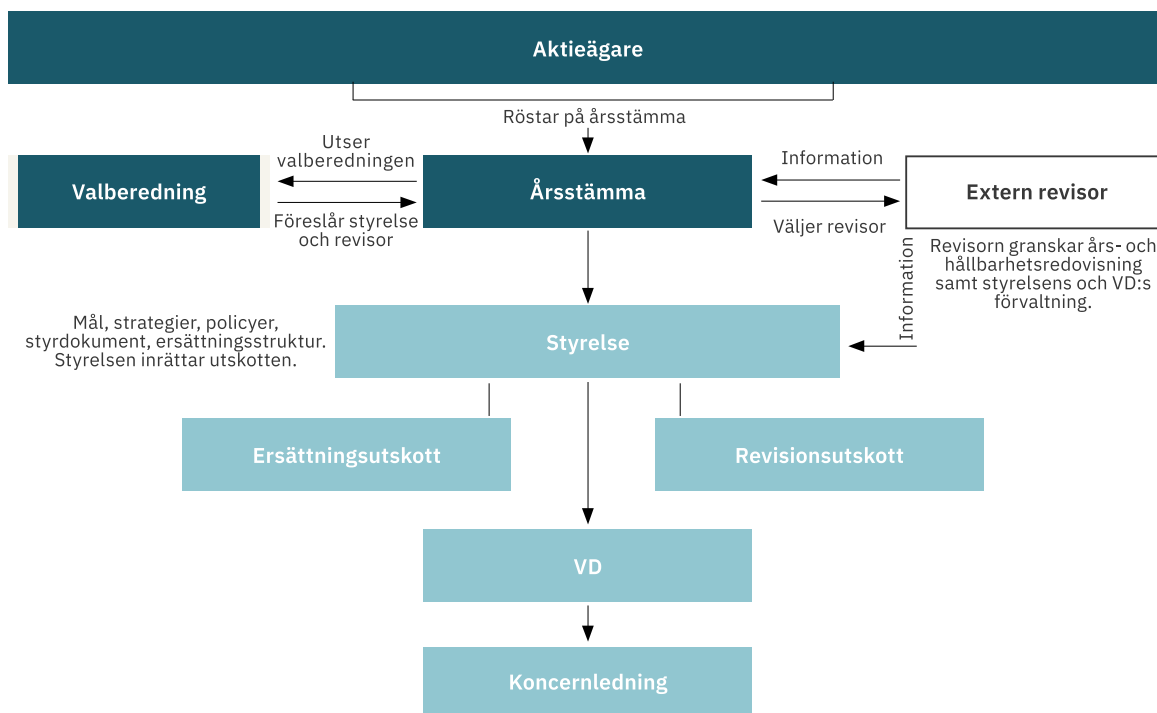 Aktieägare
Röstar på årsstämma
Utser
valberedningen
Information
Valberedning
Årsstämma
Extern revisor
Föreslår styrelse
och revisor
Väljer revisor
Revisorn granskar års- och
hållbarhetsredovisning
samt styrelsens och VD:s
förvaltning.
Information
Mål, strategier, policyer,
styrdokument, ersättningsstruktur.
Styrelsen inrättar utskotten.
Styrelse
Ersättningsutskott
Revisionsutskott
VD
Koncernledning